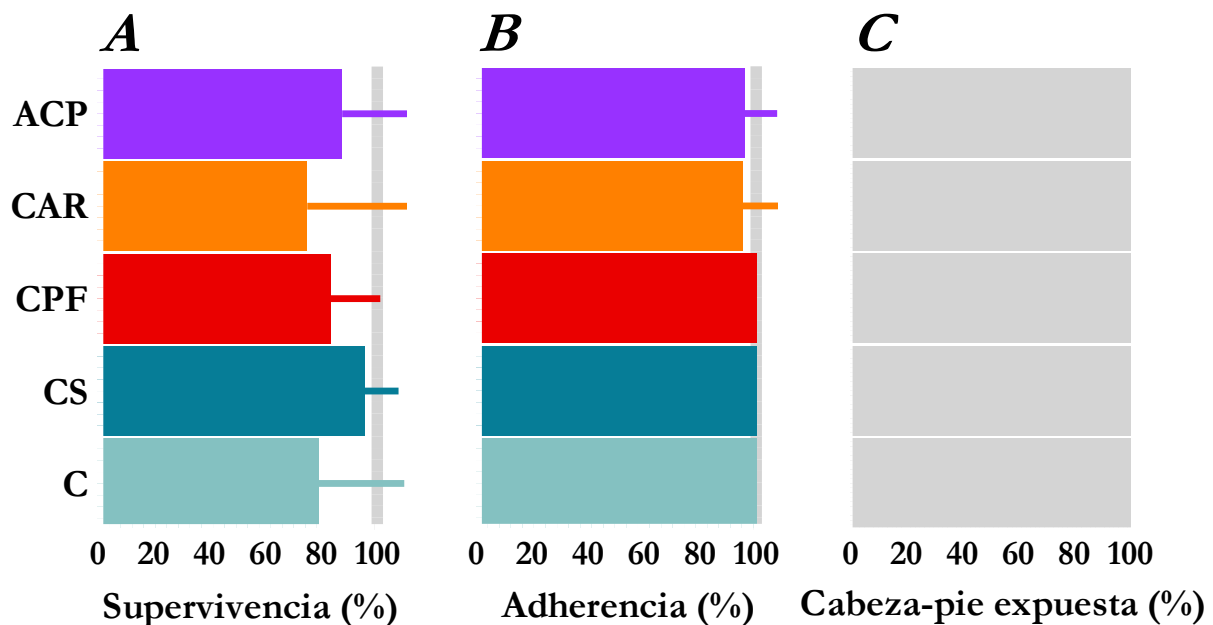 A B C
ACP
CAR
CPF
CS
C
0 20 40 60 80 100 0 20 40 60 80 100 0 20 40 60 80 100
Supervivencia (%) Adherencia (%) Cabeza-pie expuesta (%)